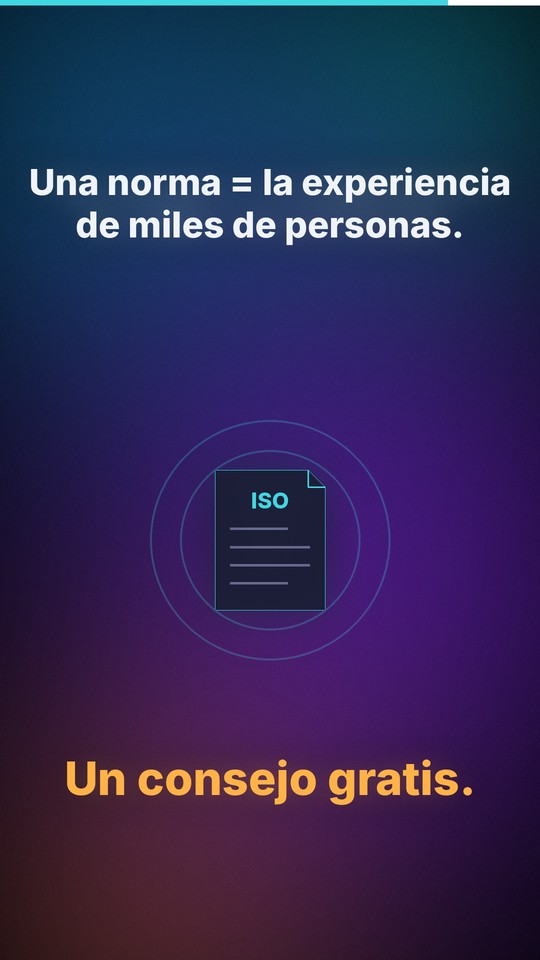 Una norma = la experiencia
de miles de personas.
ISO
Un consejo gratis.